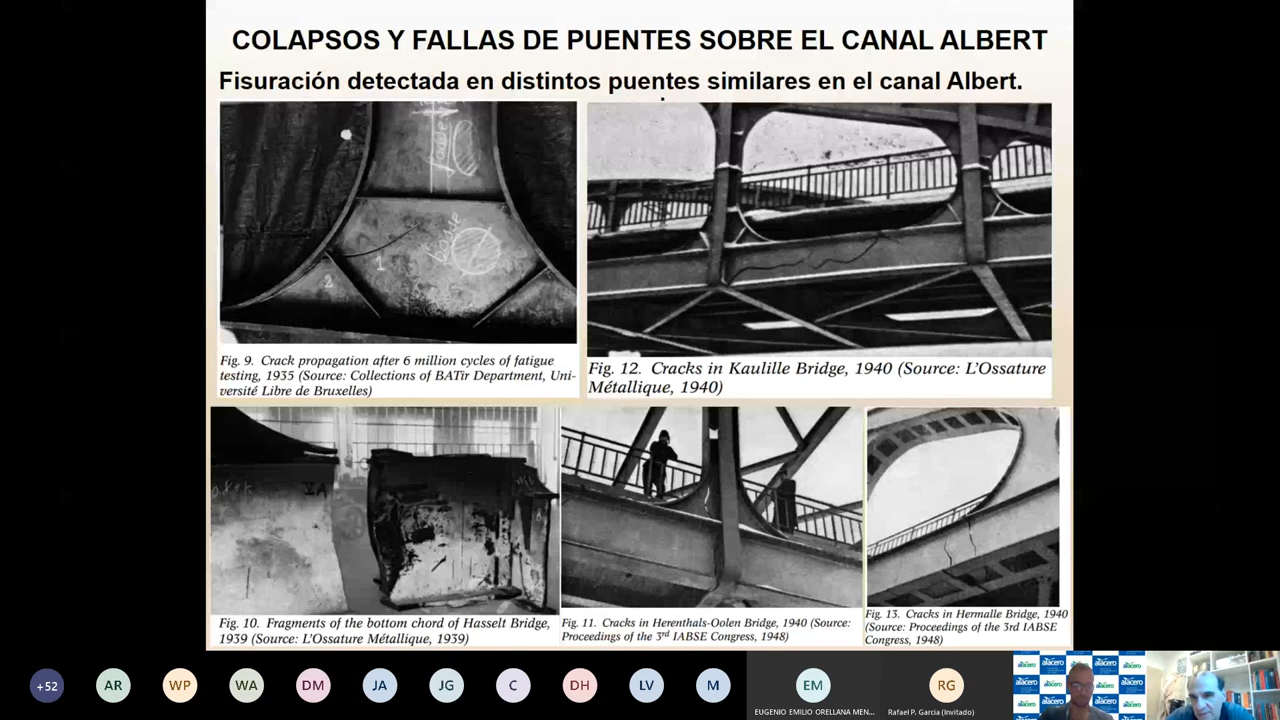 COLAPSOS Y FALLAS DE PUENTES SOBRE EL CANAL ALBERT
Fisuración detectada en distintos puentes similares en el canal Albert.
1
2
Fig. 9. Crack propagation after 6 million cycles of fatigue
testing, 1935 (Source: Collections of BATir Department, Uni-
versité Libre de Bruxelles)
Fig. 12. Cracks in Kaulille Bridge, 1940 (Source: L'Ossature
Métallique, 1940)
VA
Fig. 10. Fragments of the bottom chord of Hasselt Bridge,
1939 (Source: L'Ossature Métallique, 1939)
Fig. 11. Cracks in Herenthals-Oolen Bridge, 1940 (Source:
Proceedings of the 3rd IABSE Congress, 1948)
Fig. 13. Cracks in Hermalle Bridge, 1940
(Source: Proceedings of the 3rd IABSE
Congress, 1948)
+52
AR
WP
WA
DM
JA
JG
C
DH
LV
M
EM
EUGENIO EMILIO ORELLANA MEN...
RG
Rafael P. Garcia (Invitado)
alacero